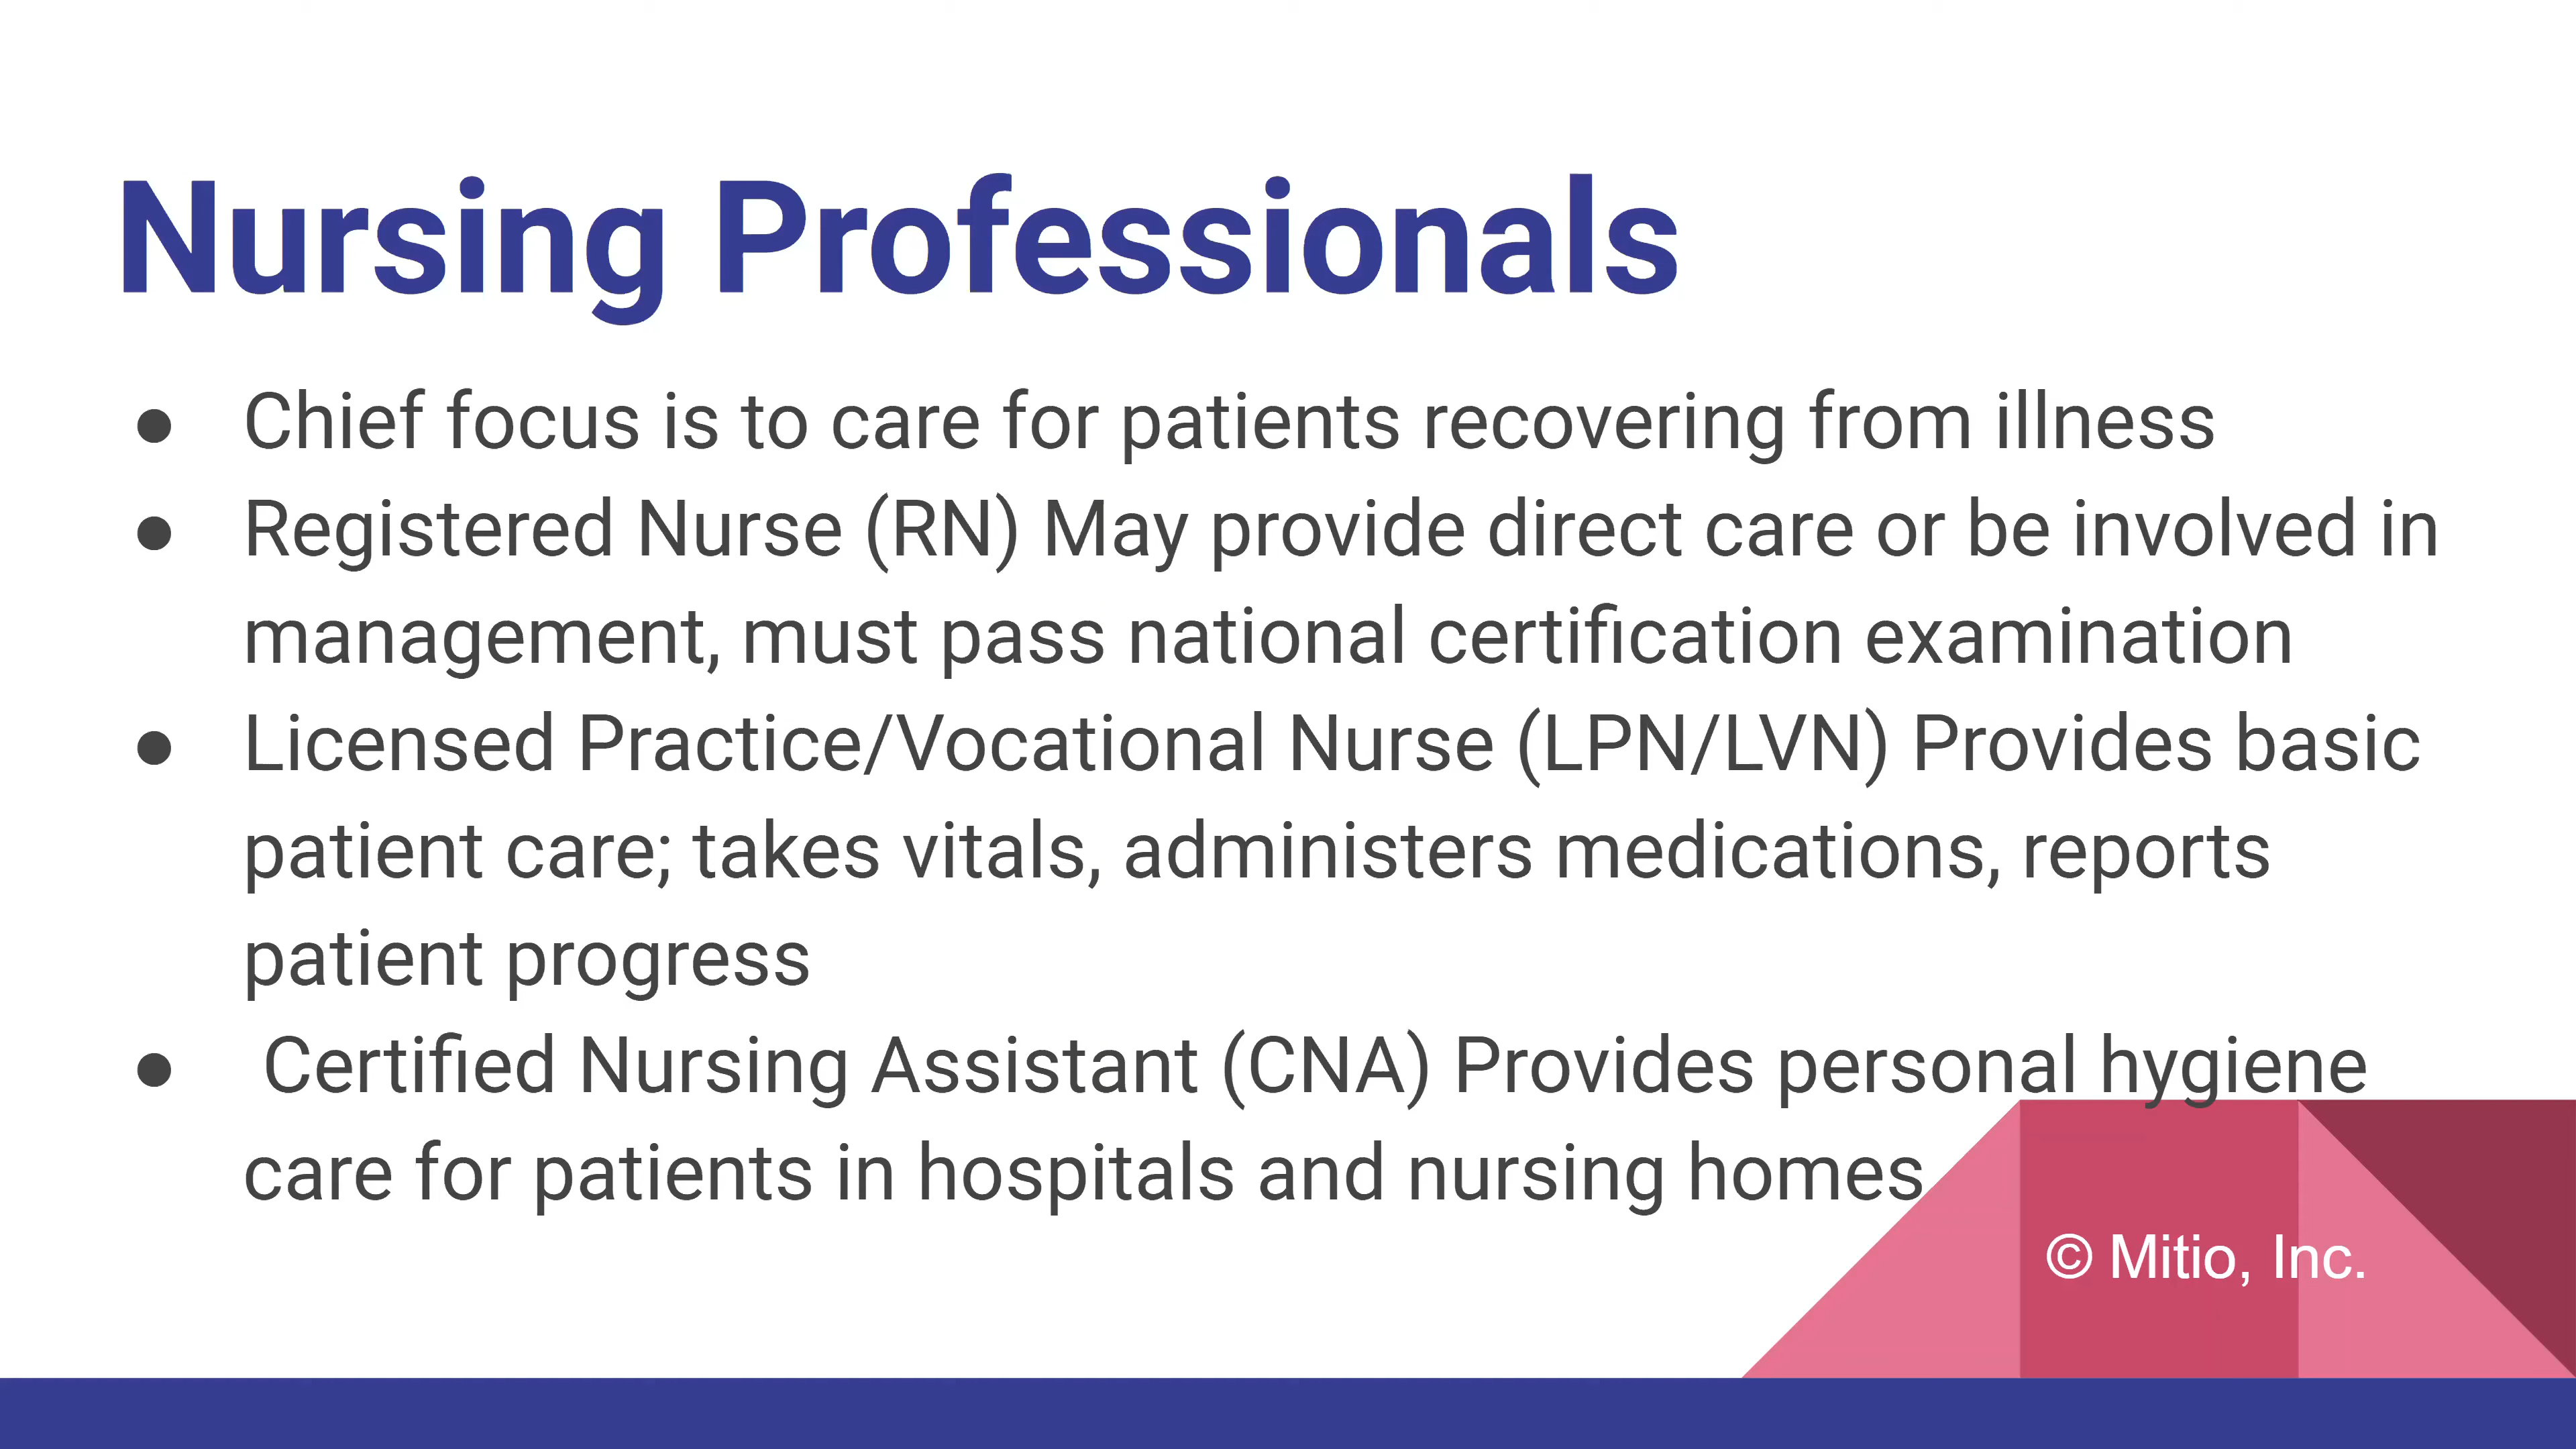 Nursing Professionals
● Chief focus is to care for patients recovering from illness
● Registered Nurse (RN) May provide direct care or be involved in
management, must pass national certification examination
● Licensed Practice/Vocational Nurse (LPN/LVN) Provides basic
patient care; takes vitals, administers medications, reports
patient progress
● Certified Nursing Assistant (CNA) Provides personal hygiene
care for patients in hospitals and nursing homes
© Mitio, Inc.